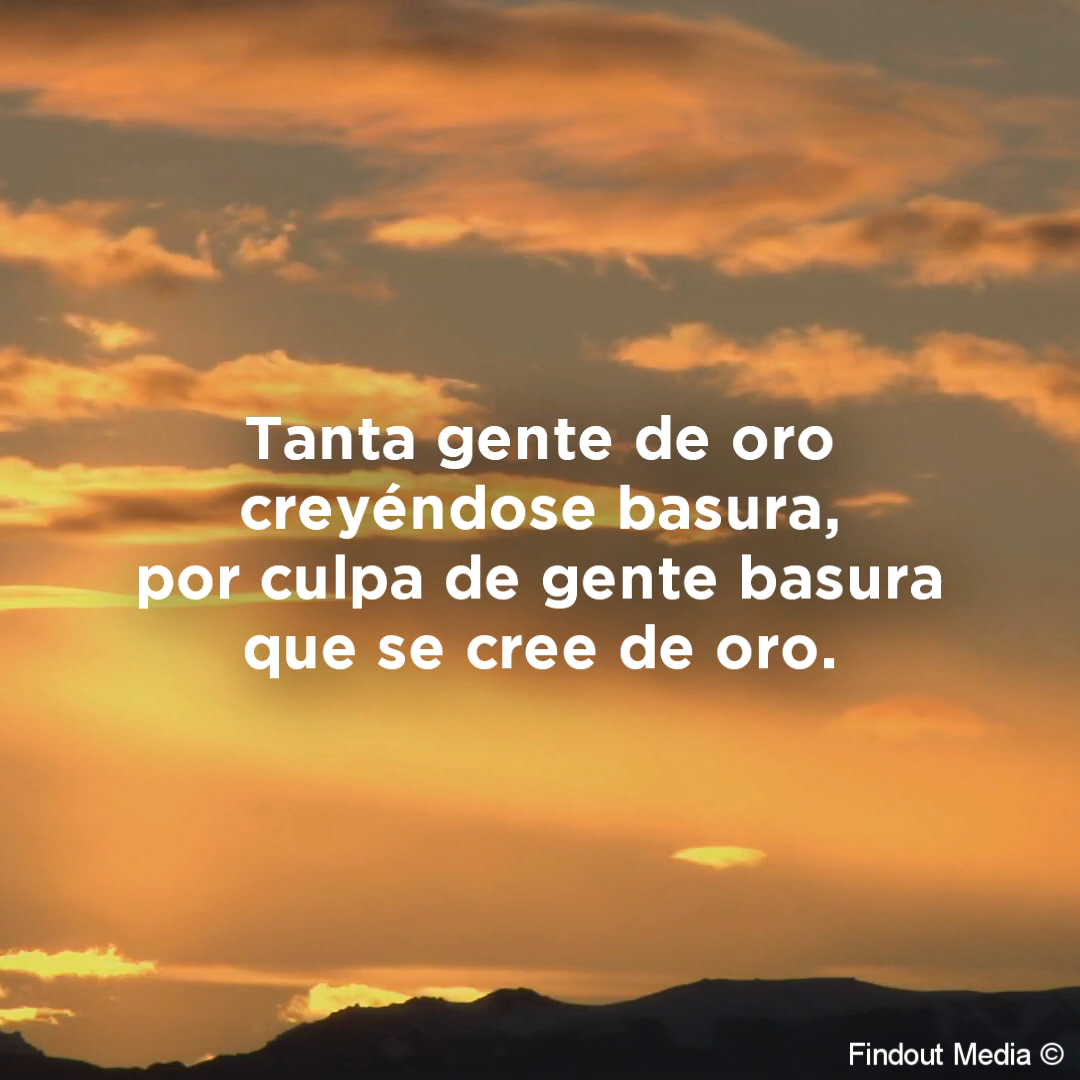 Tanta gente de oro
creyéndose basura,
por culpa de gente basura
que se cree de oro.
Findout Media ©